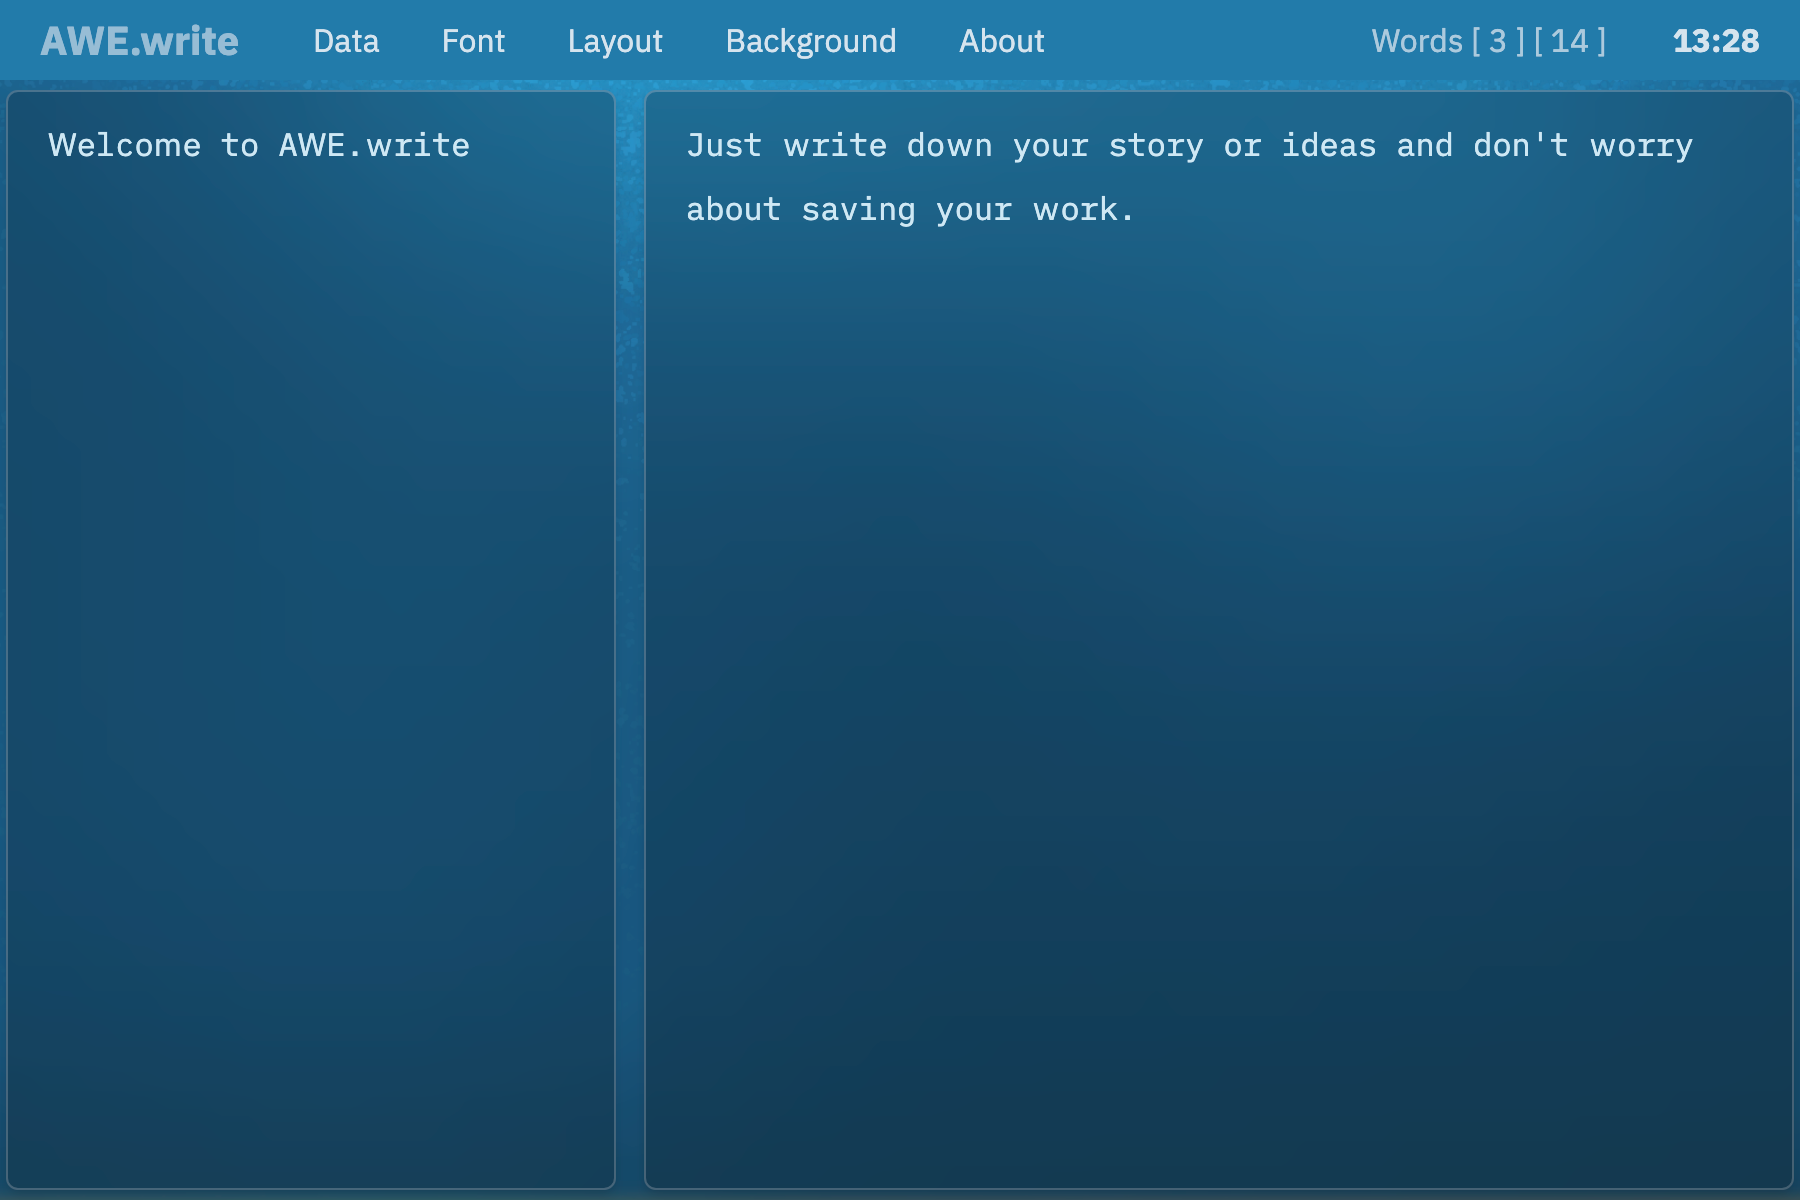 AWE.write Data Font Layout Background About Words [ 3 ] [ 14 ] 13:28
Welcome to AWE.write
Just write down your story or ideas and don't worry
about saving your work.